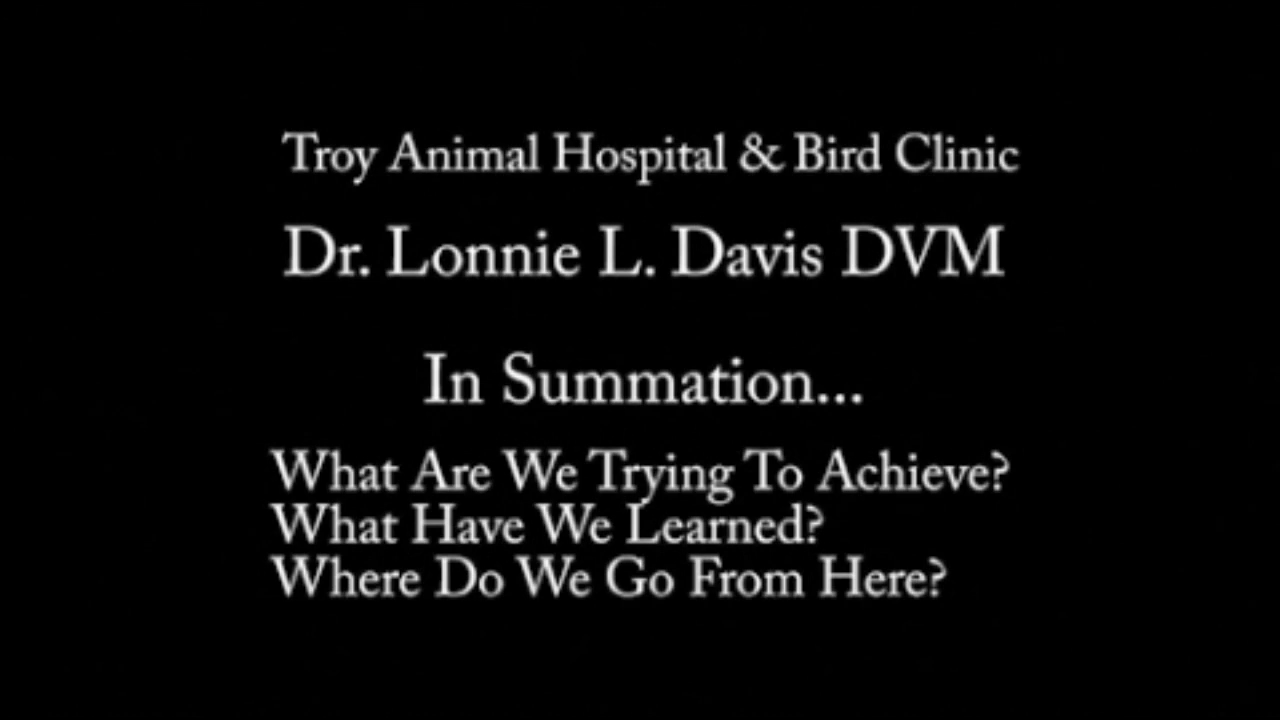 Troy Animal Hospital & Bird Clinic
Dr. Lonnie L. Davis DVM
In Summation...
What Are We Trying To Achieve?
What Have We Learned?
Where Do We Go From Here?